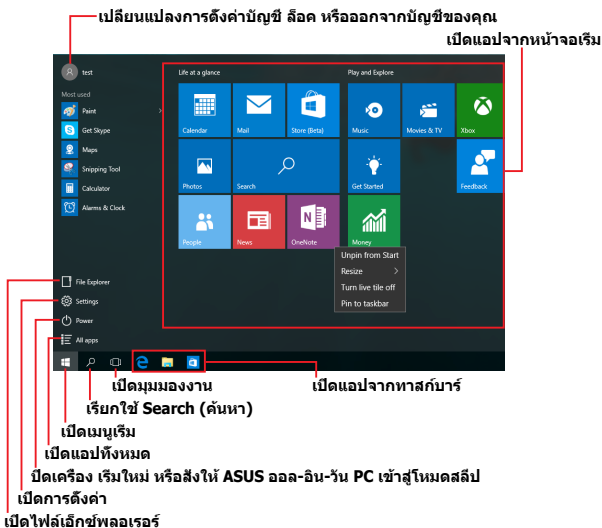 เปลี่ยนแปลงการตั้งค่าบัญชี ล็อค หรือออกจากบัญชีของคุณ
เปิดแอปจากหน้าจอเริ่ม
test
Life at a glance
Play and Explore
Most used
Paint
Get Skype
Maps
Snipping Tool
Calculator
Alarms & Clock
Calendar
Mail
Store (Beta)
Music
Movies & TV
Xbox
Photos
Search
Get Started
Feedback
People
News
OneNote
Money
Unpin from Start
Resize
Turn live tile off
Pin to taskbar
File Explorer
Settings
Power
All apps
เปิดมุมมองงาน
เปิดแอปจากทาสก์บาร์
เรียกใช้ Search (ค้นหา)
เปิดเมนูเริ่ม
เปิดแอปทั้งหมด
ปิดเครื่อง เริ่มใหม่ หรือสั่งให้ ASUS ออล-อิน-วัน PC เข้าสู่โหมดสลีป
เปิดการตั้งค่า
เปิดไฟล์เอ็กซ์พลอเรอร์